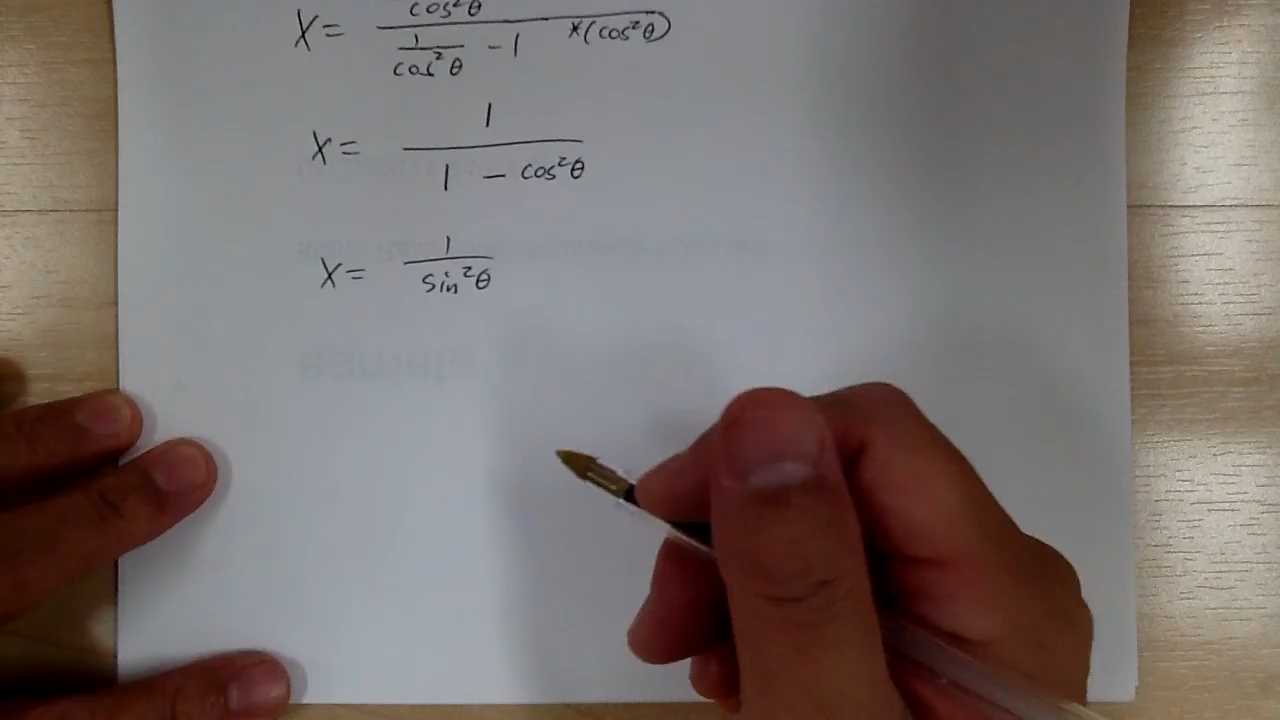 X = cos²θ / (1/cos²θ - 1) *(cos²θ)
X = 1 / (1 - cos²θ)
X = 1 / sin²θ